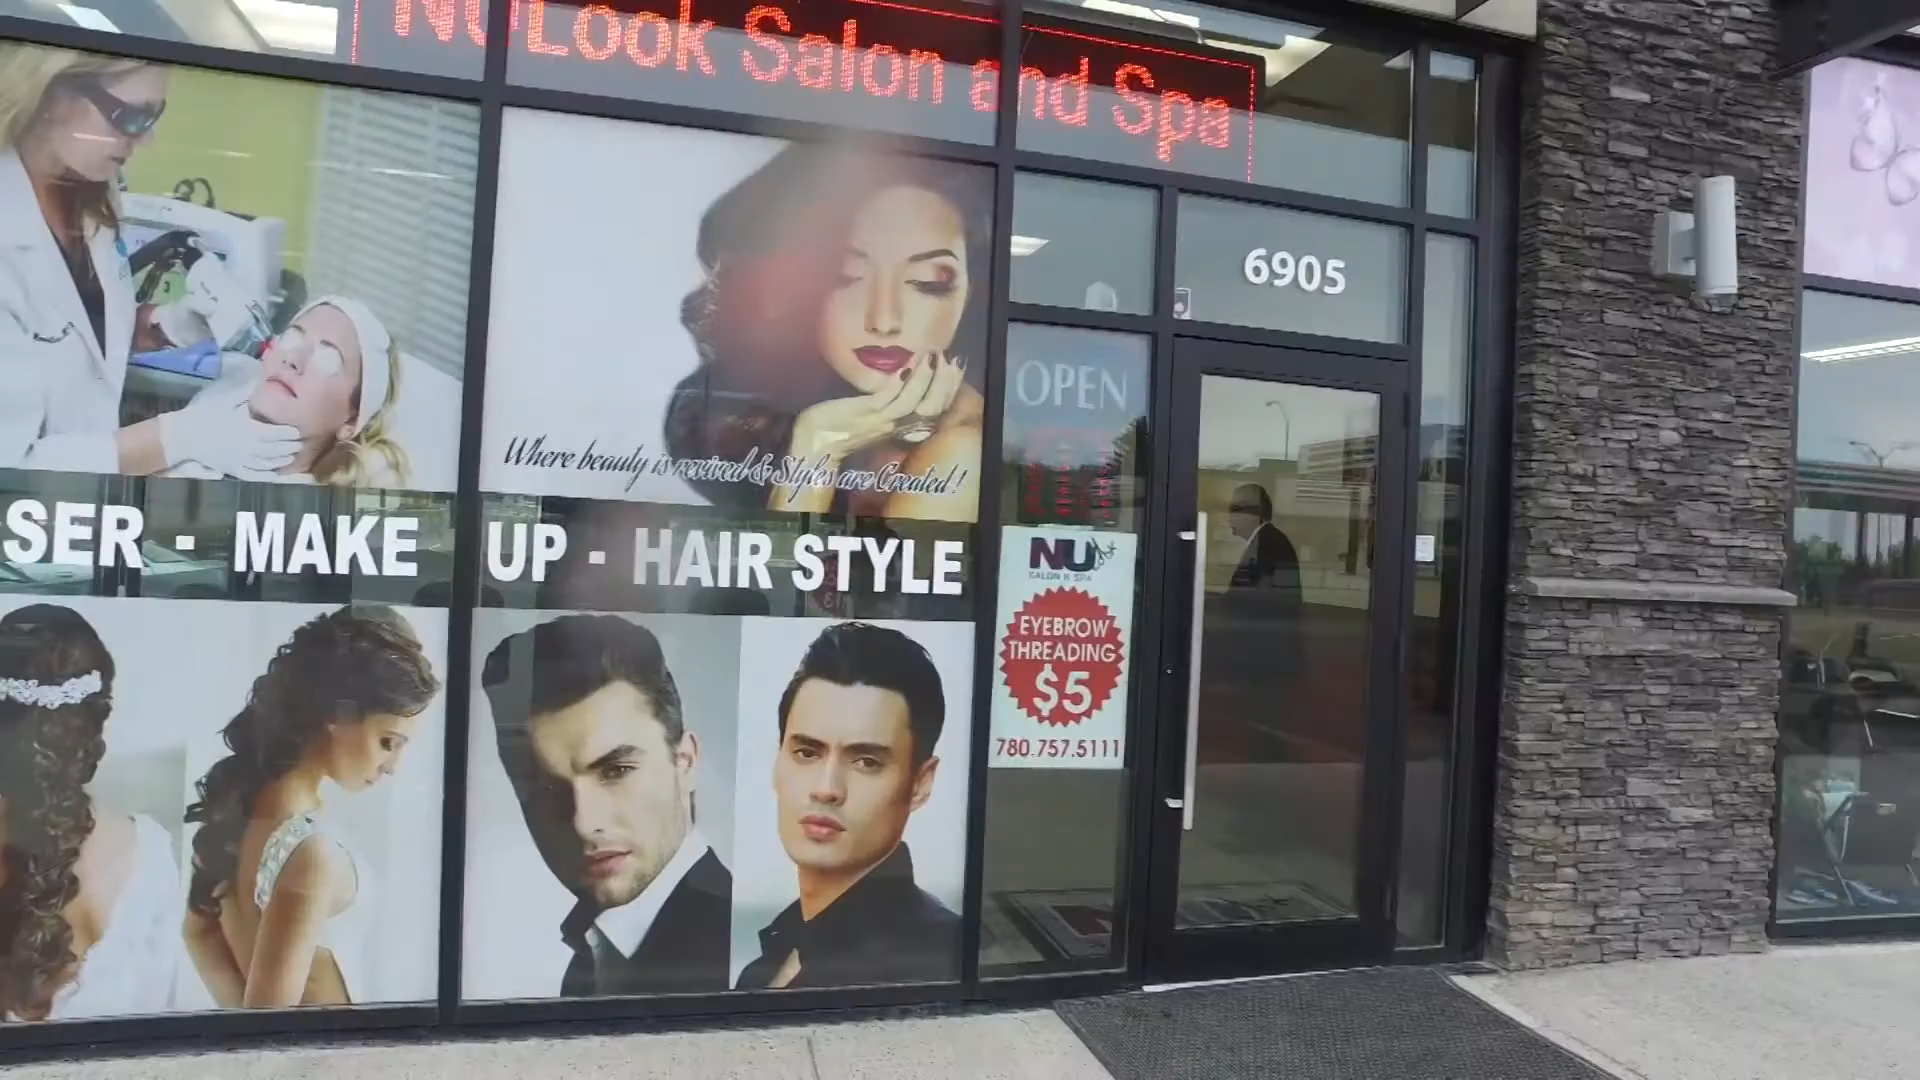 NuLook Salon and Spa
6905
OPEN
Where beauty is revived & Styles are Created!
SER - MAKE UP - HAIR STYLE
NU
SALON & SPA
EYEBROW
THREADING
$5
780.757.5111